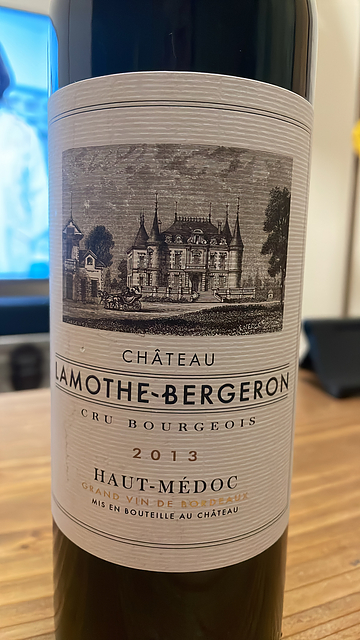 CHÂTEAU
LAMOTHE-BERGERON
CRU BOURGEOIS
2013
HAUT-MÉDOC
GRAND VIN DE BORDEAUX
MIS EN BOUTEILLE AU CHÂTEAU